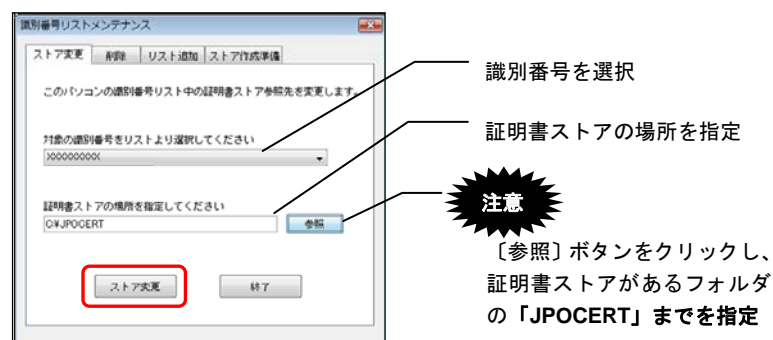 識別番号リストメンテナンス
ストア変更 削除 リスト追加 ストア作成準備
このパソコンの識別番号リスト中の証明書ストア参照先を変更します。
対象の識別番号をリストより選択してください
XXXXXXXXX
証明書ストアの場所を指定してください
C:¥JPOCERT
参照
ストア変更 終了
識別番号を選択
証明書ストアの場所を指定
注意
〔参照〕ボタンをクリックし、
証明書ストアがあるフォルダ
の「JPOCERT」までを指定